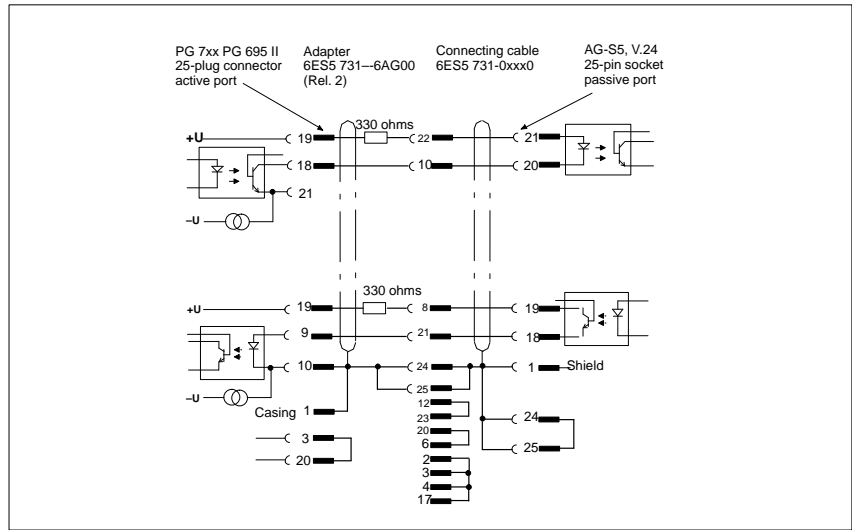 PG 7xx PG 695 II
25-plug connector
active port
Adapter
6ES5 731–-6AG00
(Rel. 2)
Connecting cable
6ES5 731-0xxx0
AG-S5, V.24
25-pin socket
passive port
+U 19 330 ohms 22 21
18 10 20
21
–U
+U 19 330 ohms 8 19
9 21 18
10 24 1 Shield
–U 25
Casing 1 12
23 24
3 20
6 25
20 2
3
4
17